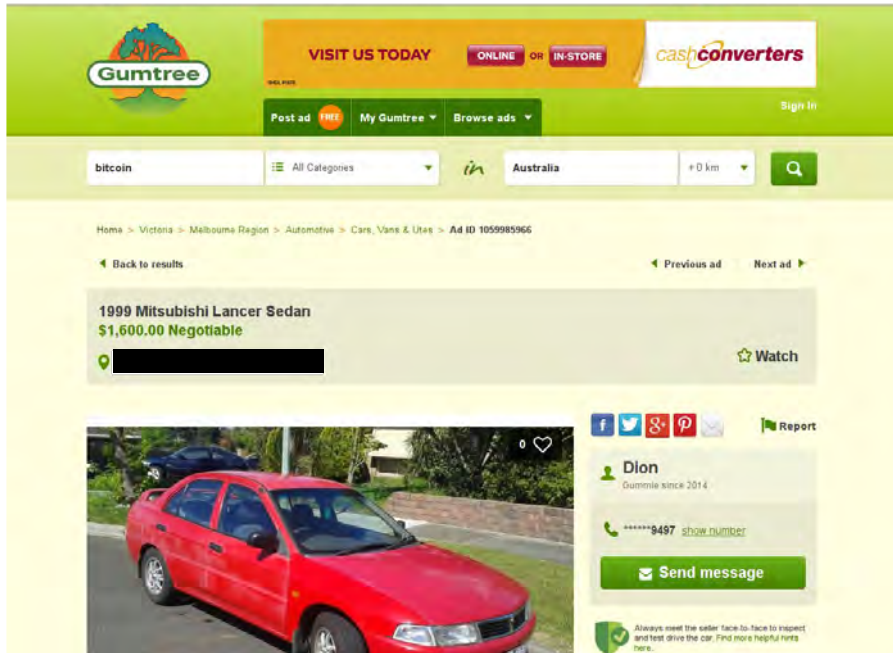 VISIT US TODAY ONLINE OR IN-STORE cashconverters
Gumtree
Post ad FREE My Gumtree Browse ads Sign In
bitcoin All Categories in Australia +0 km
Home > Victoria > Melbourne Region > Automotive > Cars, Vans & Utes > Ad ID 1059985966
Back to results Previous ad Next ad
1999 Mitsubishi Lancer Sedan
$1,600.00 Negotiable
Watch
0
Report
Dion
Gummie since 2014
******9497 show number
Send message
Always meet the seller face-to-face to inspect
and test drive the car. Find more helpful hints
here.